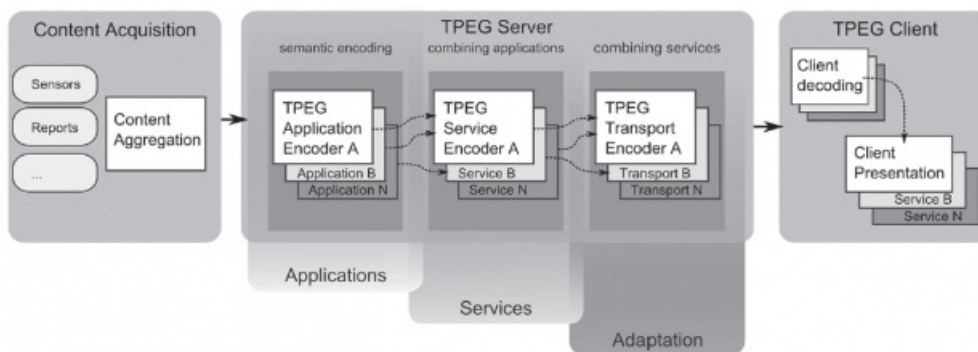 Content Acquisition
Sensors
Reports
...
Content
Aggregation
TPEG Server
semantic encoding
combining applications
combining services
TPEG
Application
Encoder A
Application B
Application N
TPEG
Service
Encoder A
Service B
Service N
TPEG
Transport
Encoder A
Transport B
Transport N
Applications
Services
Adaptation
TPEG Client
Client
decoding
Client
Presentation
Service B
Service N